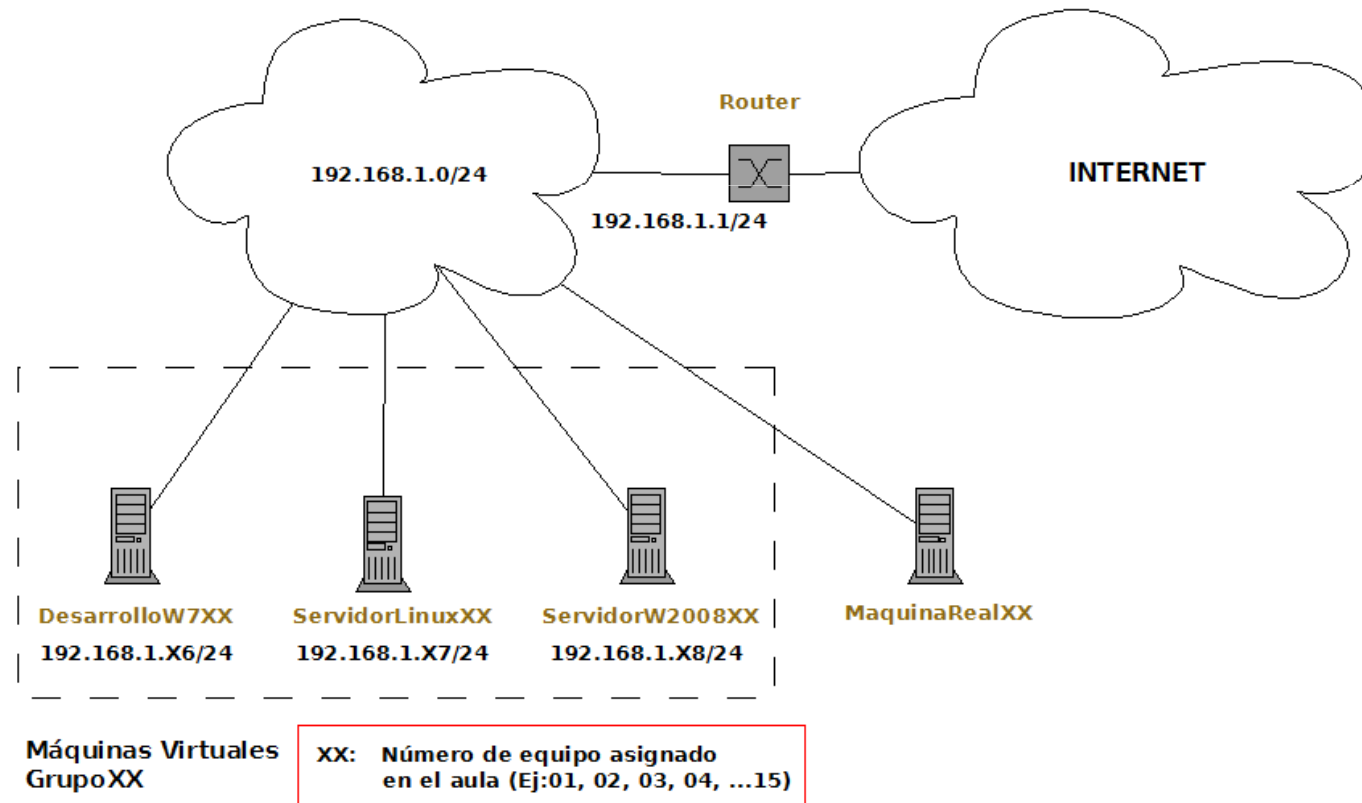 Router
192.168.1.0/24
INTERNET
192.168.1.1/24
DesarrolloW7XX
ServidorLinuxXX
ServidorW2008XX
MaquinaRealXX
192.168.1.X6/24
192.168.1.X7/24
192.168.1.X8/24
Máquinas Virtuales
GrupoXX
XX: Número de equipo asignado
en el aula (Ej:01, 02, 03, 04, ...15)